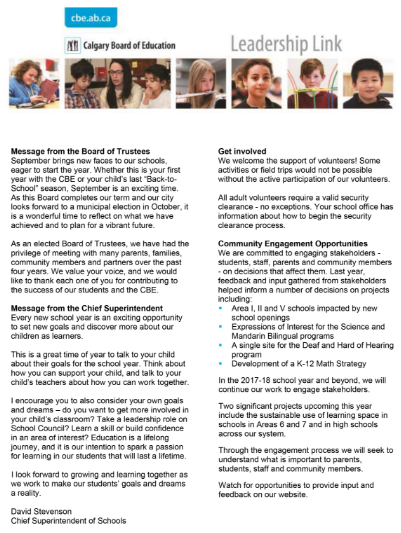 cbe.ab.ca
Calgary Board of Education
Leadership Link
Message from the Board of Trustees
September brings new faces to our schools,
eager to start the year. Whether this is your first
year with the CBE or your child's last "Back-to-
School" season, September is an exciting time.
As this Board completes our term and our city
looks forward to a municipal election in October, it
is a wonderful time to reflect on what we have
achieved and to plan for a vibrant future.
As an elected Board of Trustees, we have had the
privilege of meeting with many parents, families,
community members and partners over the past
four years. We value your voice, and we would
like to thank each one of you for contributing to
the success of our students and the CBE.
Message from the Chief Superintendent
Every new school year is an exciting opportunity
to set new goals and discover more about our
children as learners.
This is a great time of year to talk to your child
about their goals for the school year. Think about
how you can support your child, and talk to your
child's teachers about how you can work together.
I encourage you to also consider your own goals
and dreams – do you want to get more involved in
your child's classroom? Take a leadership role on
School Council? Learn a skill or build confidence
in an area of interest? Education is a lifelong
journey, and it is our intention to spark a passion
for learning in our students that will last a lifetime.
I look forward to growing and learning together as
we work to make our students' goals and dreams
a reality.
David Stevenson
Chief Superintendent of Schools
Get involved
We welcome the support of volunteers! Some
activities or field trips would not be possible
without the active participation of our volunteers.
All adult volunteers require a valid security
clearance - no exceptions. Your school office has
information about how to begin the security
clearance process.
Community Engagement Opportunities
We are committed to engaging stakeholders -
students, staff, parents and community members
- on decisions that affect them. Last year,
feedback and input gathered from stakeholders
helped inform a number of decisions on projects
including:
▪ Area I, II and V schools impacted by new
school openings
▪ Expressions of Interest for the Science and
Mandarin Bilingual programs
▪ A single site for the Deaf and Hard of Hearing
program
▪ Development of a K-12 Math Strategy
In the 2017-18 school year and beyond, we will
continue our work to engage stakeholders.
Two significant projects upcoming this year
include the sustainable use of learning space in
schools in Areas 6 and 7 and in high schools
across our system.
Through the engagement process we will seek to
understand what is important to parents,
students, staff and community members.
Watch for opportunities to provide input and
feedback on our website.